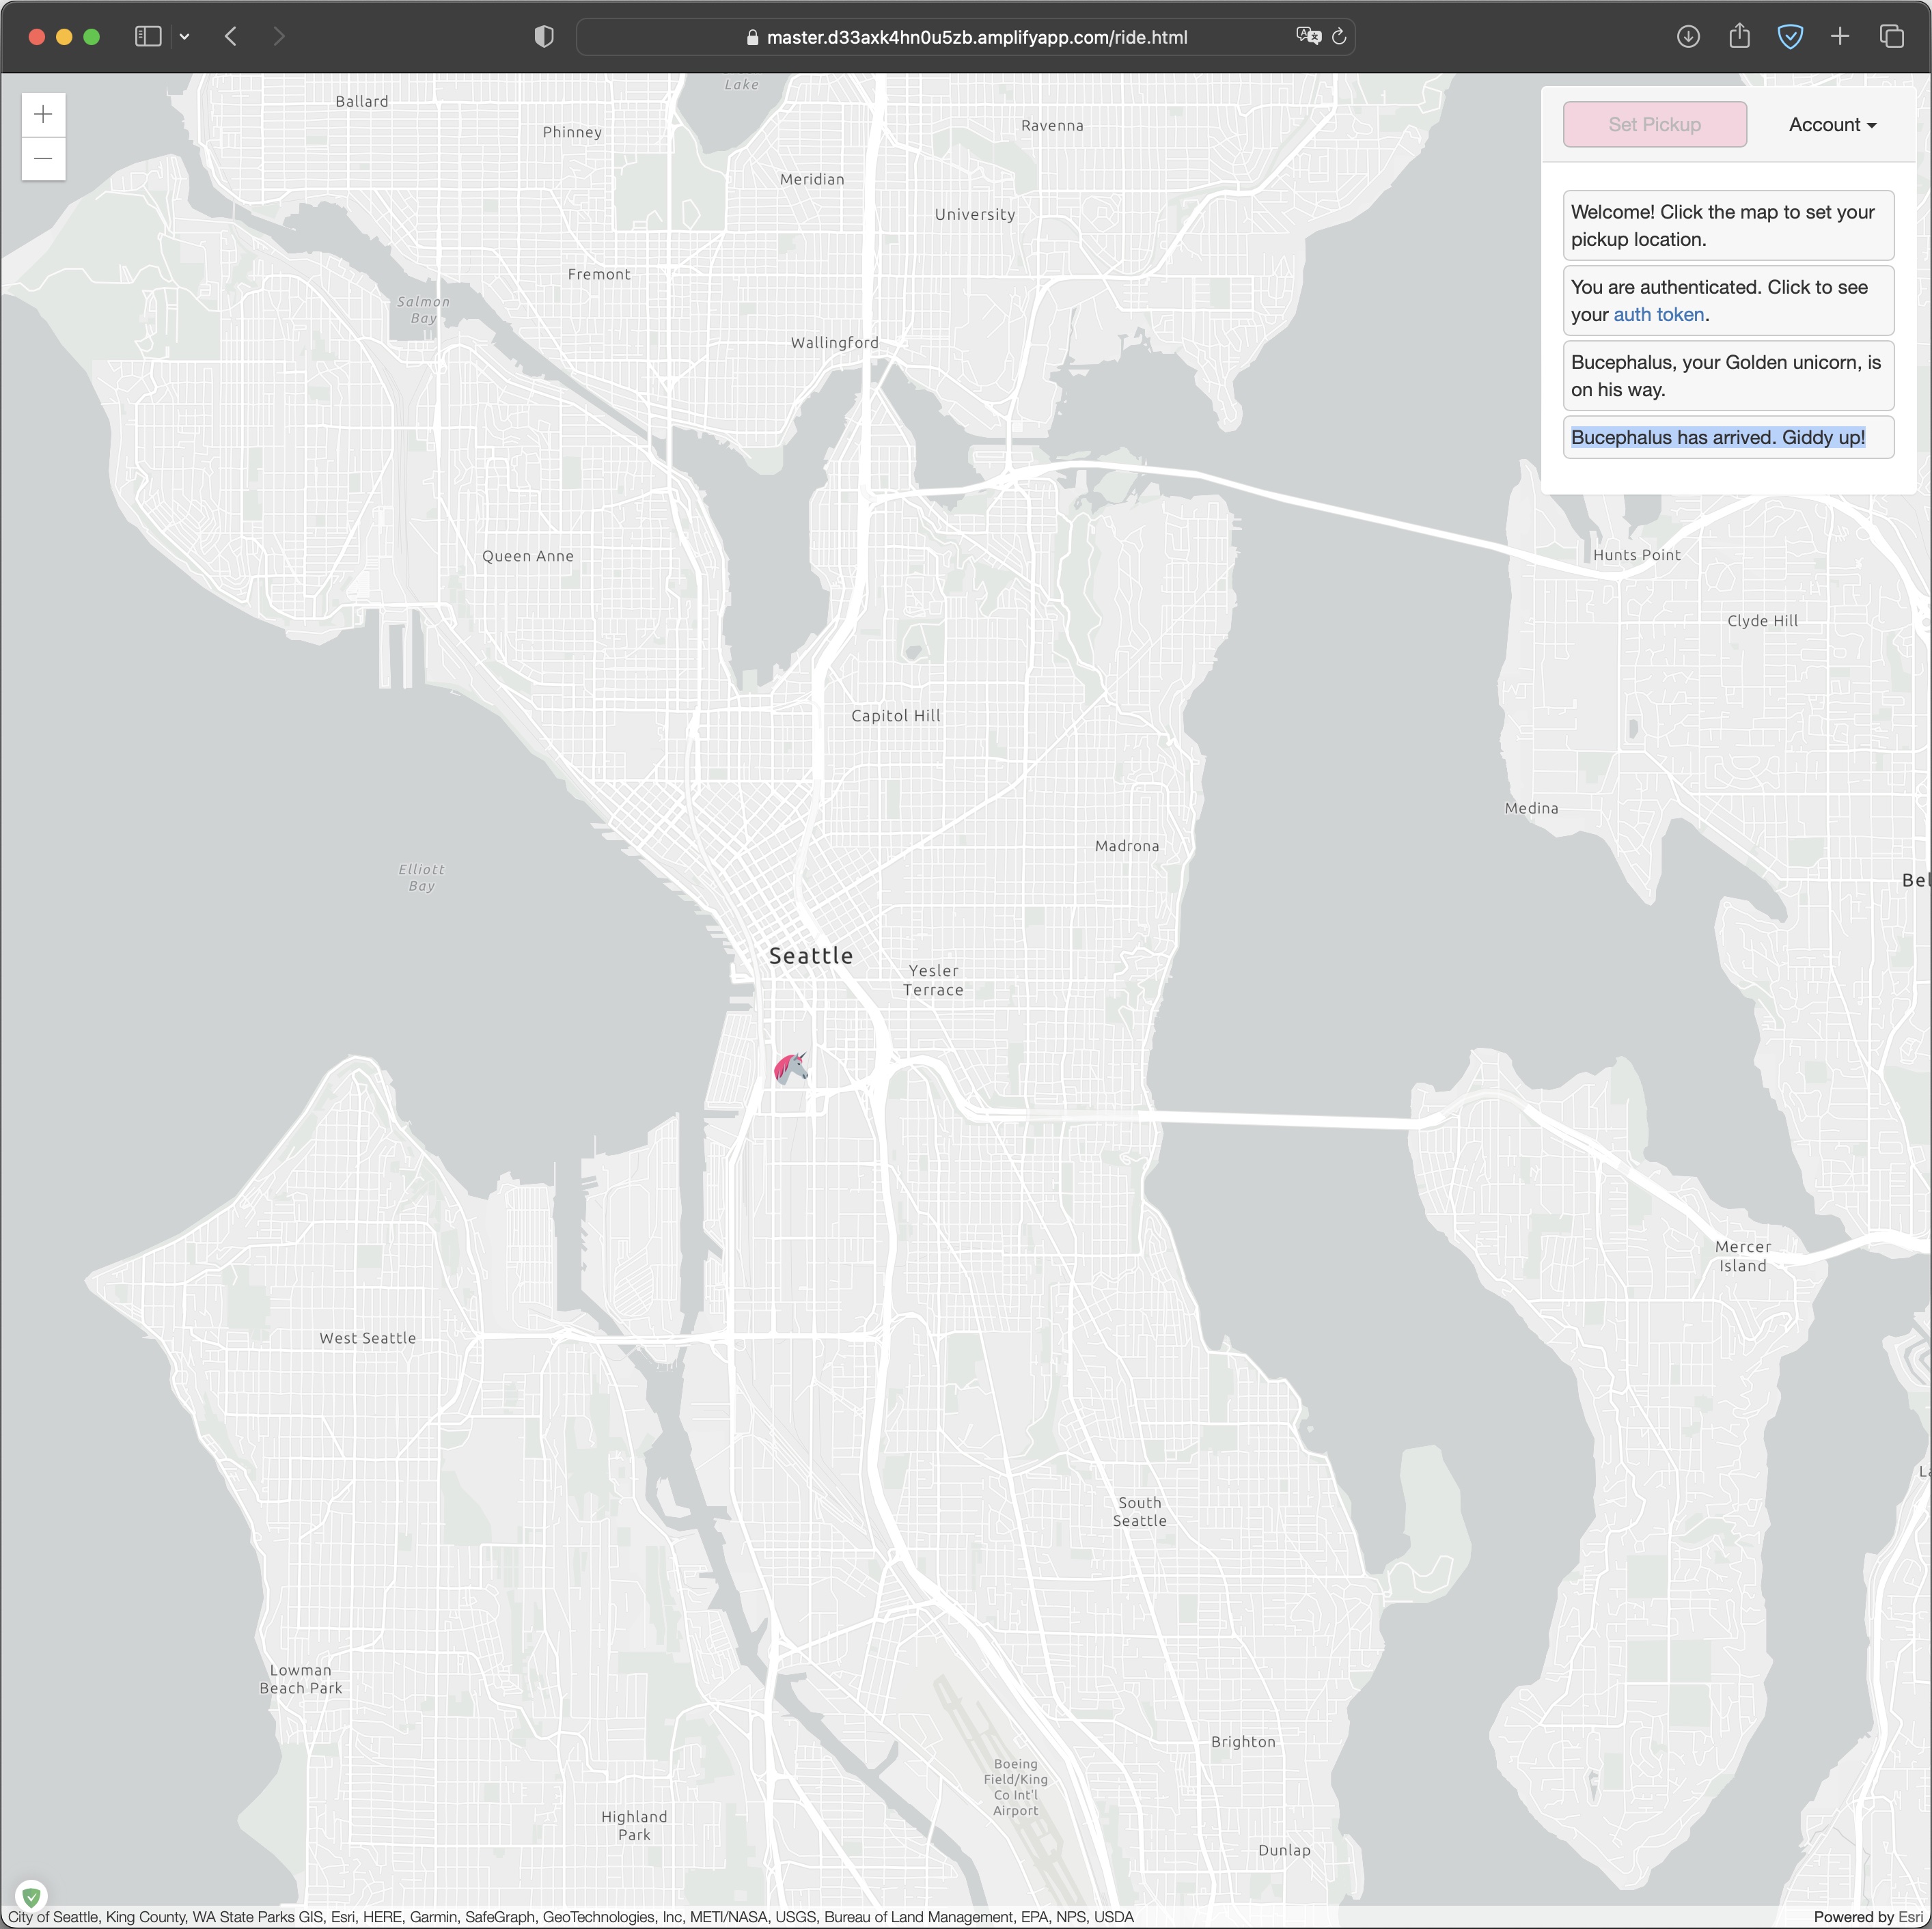 master.d33axk4hn0u5zb.amplifyapp.com/ride.html
Lake
Ballard
Phinney
Ravenna
Meridian
University
Fremont
Salmon
Bay
Wallingford
Set Pickup
Account
Welcome! Click the map to set your
pickup location.
You are authenticated. Click to see
your auth token.
Bucephalus, your Golden unicorn, is
on his way.
Bucephalus has arrived. Giddy up!
Queen Anne
Hunts Point
Clyde Hill
Capitol Hill
Medina
Madrona
Elliott
Bay
Bel
Seattle
Yesler
Terrace
Mercer
Island
West Seattle
La
South
Seattle
Lowman
Beach Park
Brighton
Boeing
Field/King
Co Int'l
Airport
Highland
Park
Dunlap
City of Seattle, King County, WA State Parks GIS, Esri, HERE, Garmin, SafeGraph, GeoTechnologies, Inc, METI/NASA, USGS, Bureau of Land Management, EPA, NPS, USDA
Powered by Esri